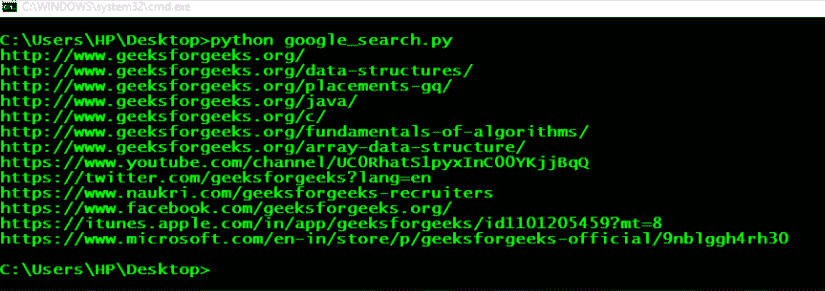 C:\WINDOWS\system32\cmd.exe
C:\Users\HP\Desktop>python google_search.py
http://www.geeksforgeeks.org/
http://www.geeksforgeeks.org/data-structures/
http://www.geeksforgeeks.org/placements-gq/
http://www.geeksforgeeks.org/java/
http://www.geeksforgeeks.org/c/
http://www.geeksforgeeks.org/fundamentals-of-algorithms/
http://www.geeksforgeeks.org/array-data-structure/
https://www.youtube.com/channel/UC0RhatS1pyxInC00YKjjBqQ
https://twitter.com/geeksforgeeks?lang=en
https://www.naukri.com/geeksforgeeks-recruiters
https://www.facebook.com/geeksforgeeks.org/
https://itunes.apple.com/in/app/geeksforgeeks/id1101205459?mt=8
https://www.microsoft.com/en-in/store/p/geeksforgeeks-official/9nblggh4rh30
C:\Users\HP\Desktop>